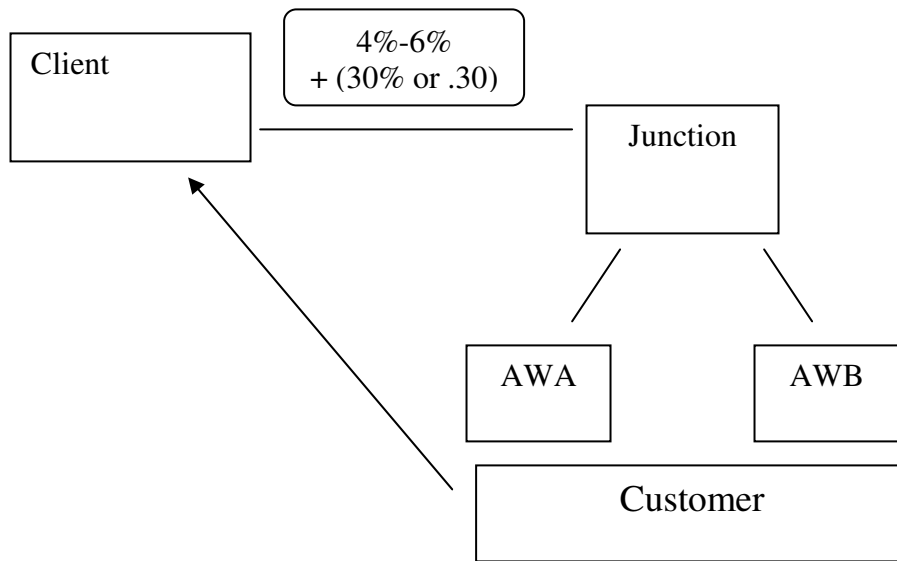 Client
4%-6%
+ (30% or .30)
Junction
AWA
AWB
Customer